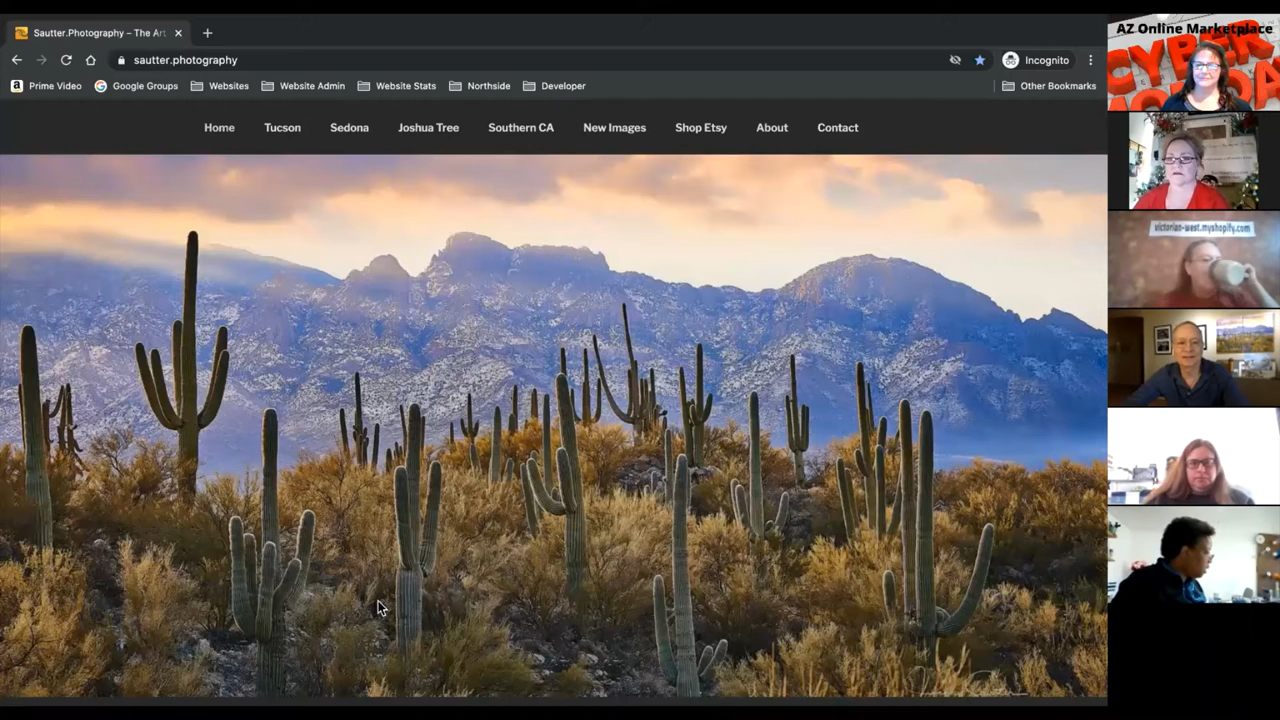 Sautter.Photography – The Art
sautter.photography
Incognito
Prime Video
Google Groups
Websites
Website Admin
Website Stats
Northside
Developer
Other Bookmarks
Home
Tucson
Sedona
Joshua Tree
Southern CA
New Images
Shop Etsy
About
Contact
AZ Online Marketplace
CYBER
victorian-west.myshopify.com